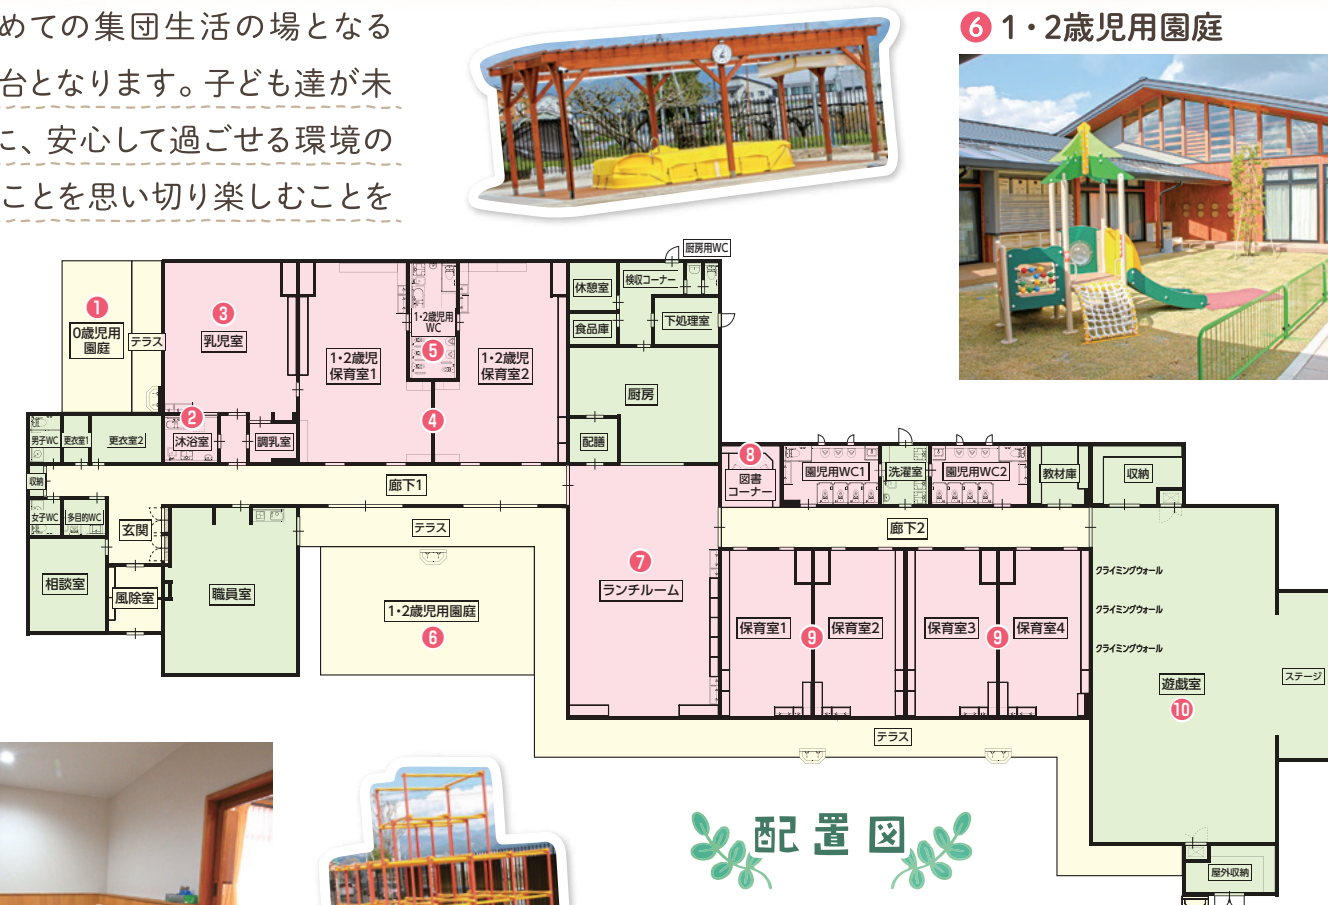 めての集団生活の場となる
台となります。子ども達が未
に、安心して過ごせる環境の
ことを思い切り楽しむことを
6 1・2歳児用園庭
厨房用WC
1
0歳児用
園庭
テラス
3
乳児室
1・2歳児
保育室1
1・2歳児用
WC
5
1・2歳児
保育室2
休憩室
検収コーナー
食品庫
下処理室
厨房
配膳
男子WC
更衣室1
更衣室2
2
沐浴室
調乳室
4
収納
廊下1
女子WC
多目的WC
玄関
テラス
相談室
風除室
職員室
1・2歳児用園庭
6
7
ランチルーム
8
図書
コーナー
園児用WC1
洗濯室
園児用WC2
教材庫
収納
廊下2
保育室1
9
保育室2
保育室3
9
保育室4
クライミングウォール
クライミングウォール
クライミングウォール
遊戯室
10
ステージ
テラス
屋外収納
配置図